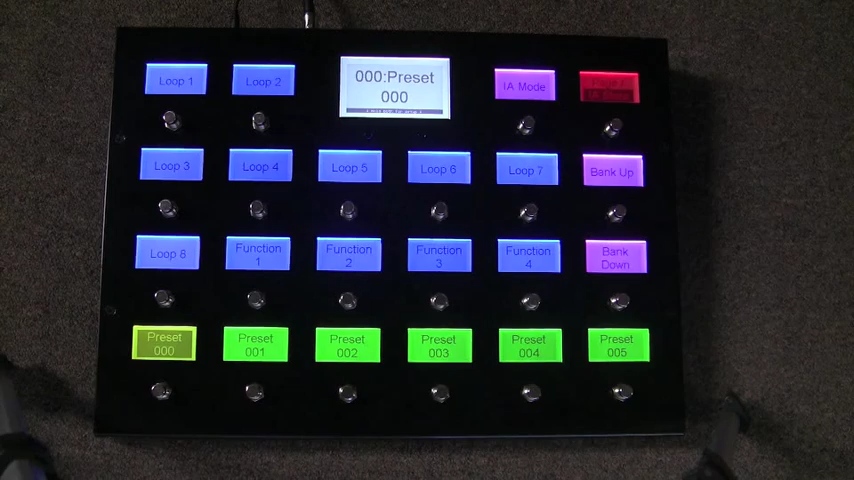 Loop 1
Loop 2
000:Preset
000
IA Mode
Page /
Loop 3
Loop 4
Loop 5
Loop 6
Loop 7
Bank Up
Loop 8
Function
1
Function
2
Function
3
Function
4
Bank
Down
Preset
000
Preset
001
Preset
002
Preset
003
Preset
004
Preset
005